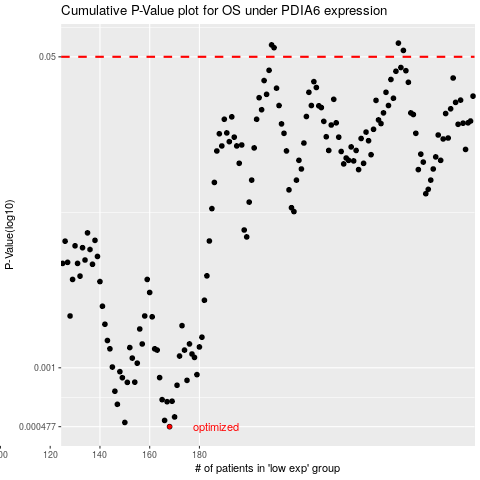 Cumulative P-Value plot for OS under PDIA6 expression
P-Value(log10)
0.05
0.001
0.000477
optimized
00 120 140 160 180
# of patients in 'low exp' group